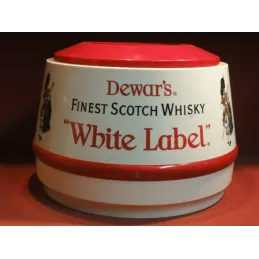 Dewar's®
FINEST SCOTCH WHISKY
"White Label"®